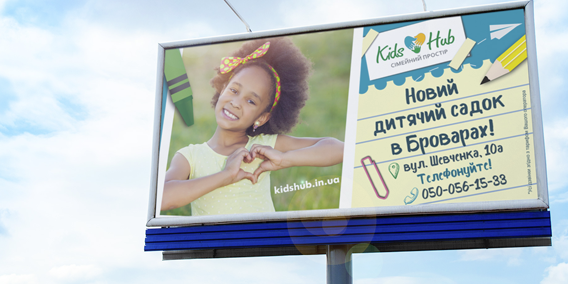 Kids Hub
СІМЕЙНИЙ ПРОСТІР
Новий
дитячий садок
в Броварах!
вул. Шевченка, 10а
Телефонуйте!
050-056-15-33
kidshub.in.ua